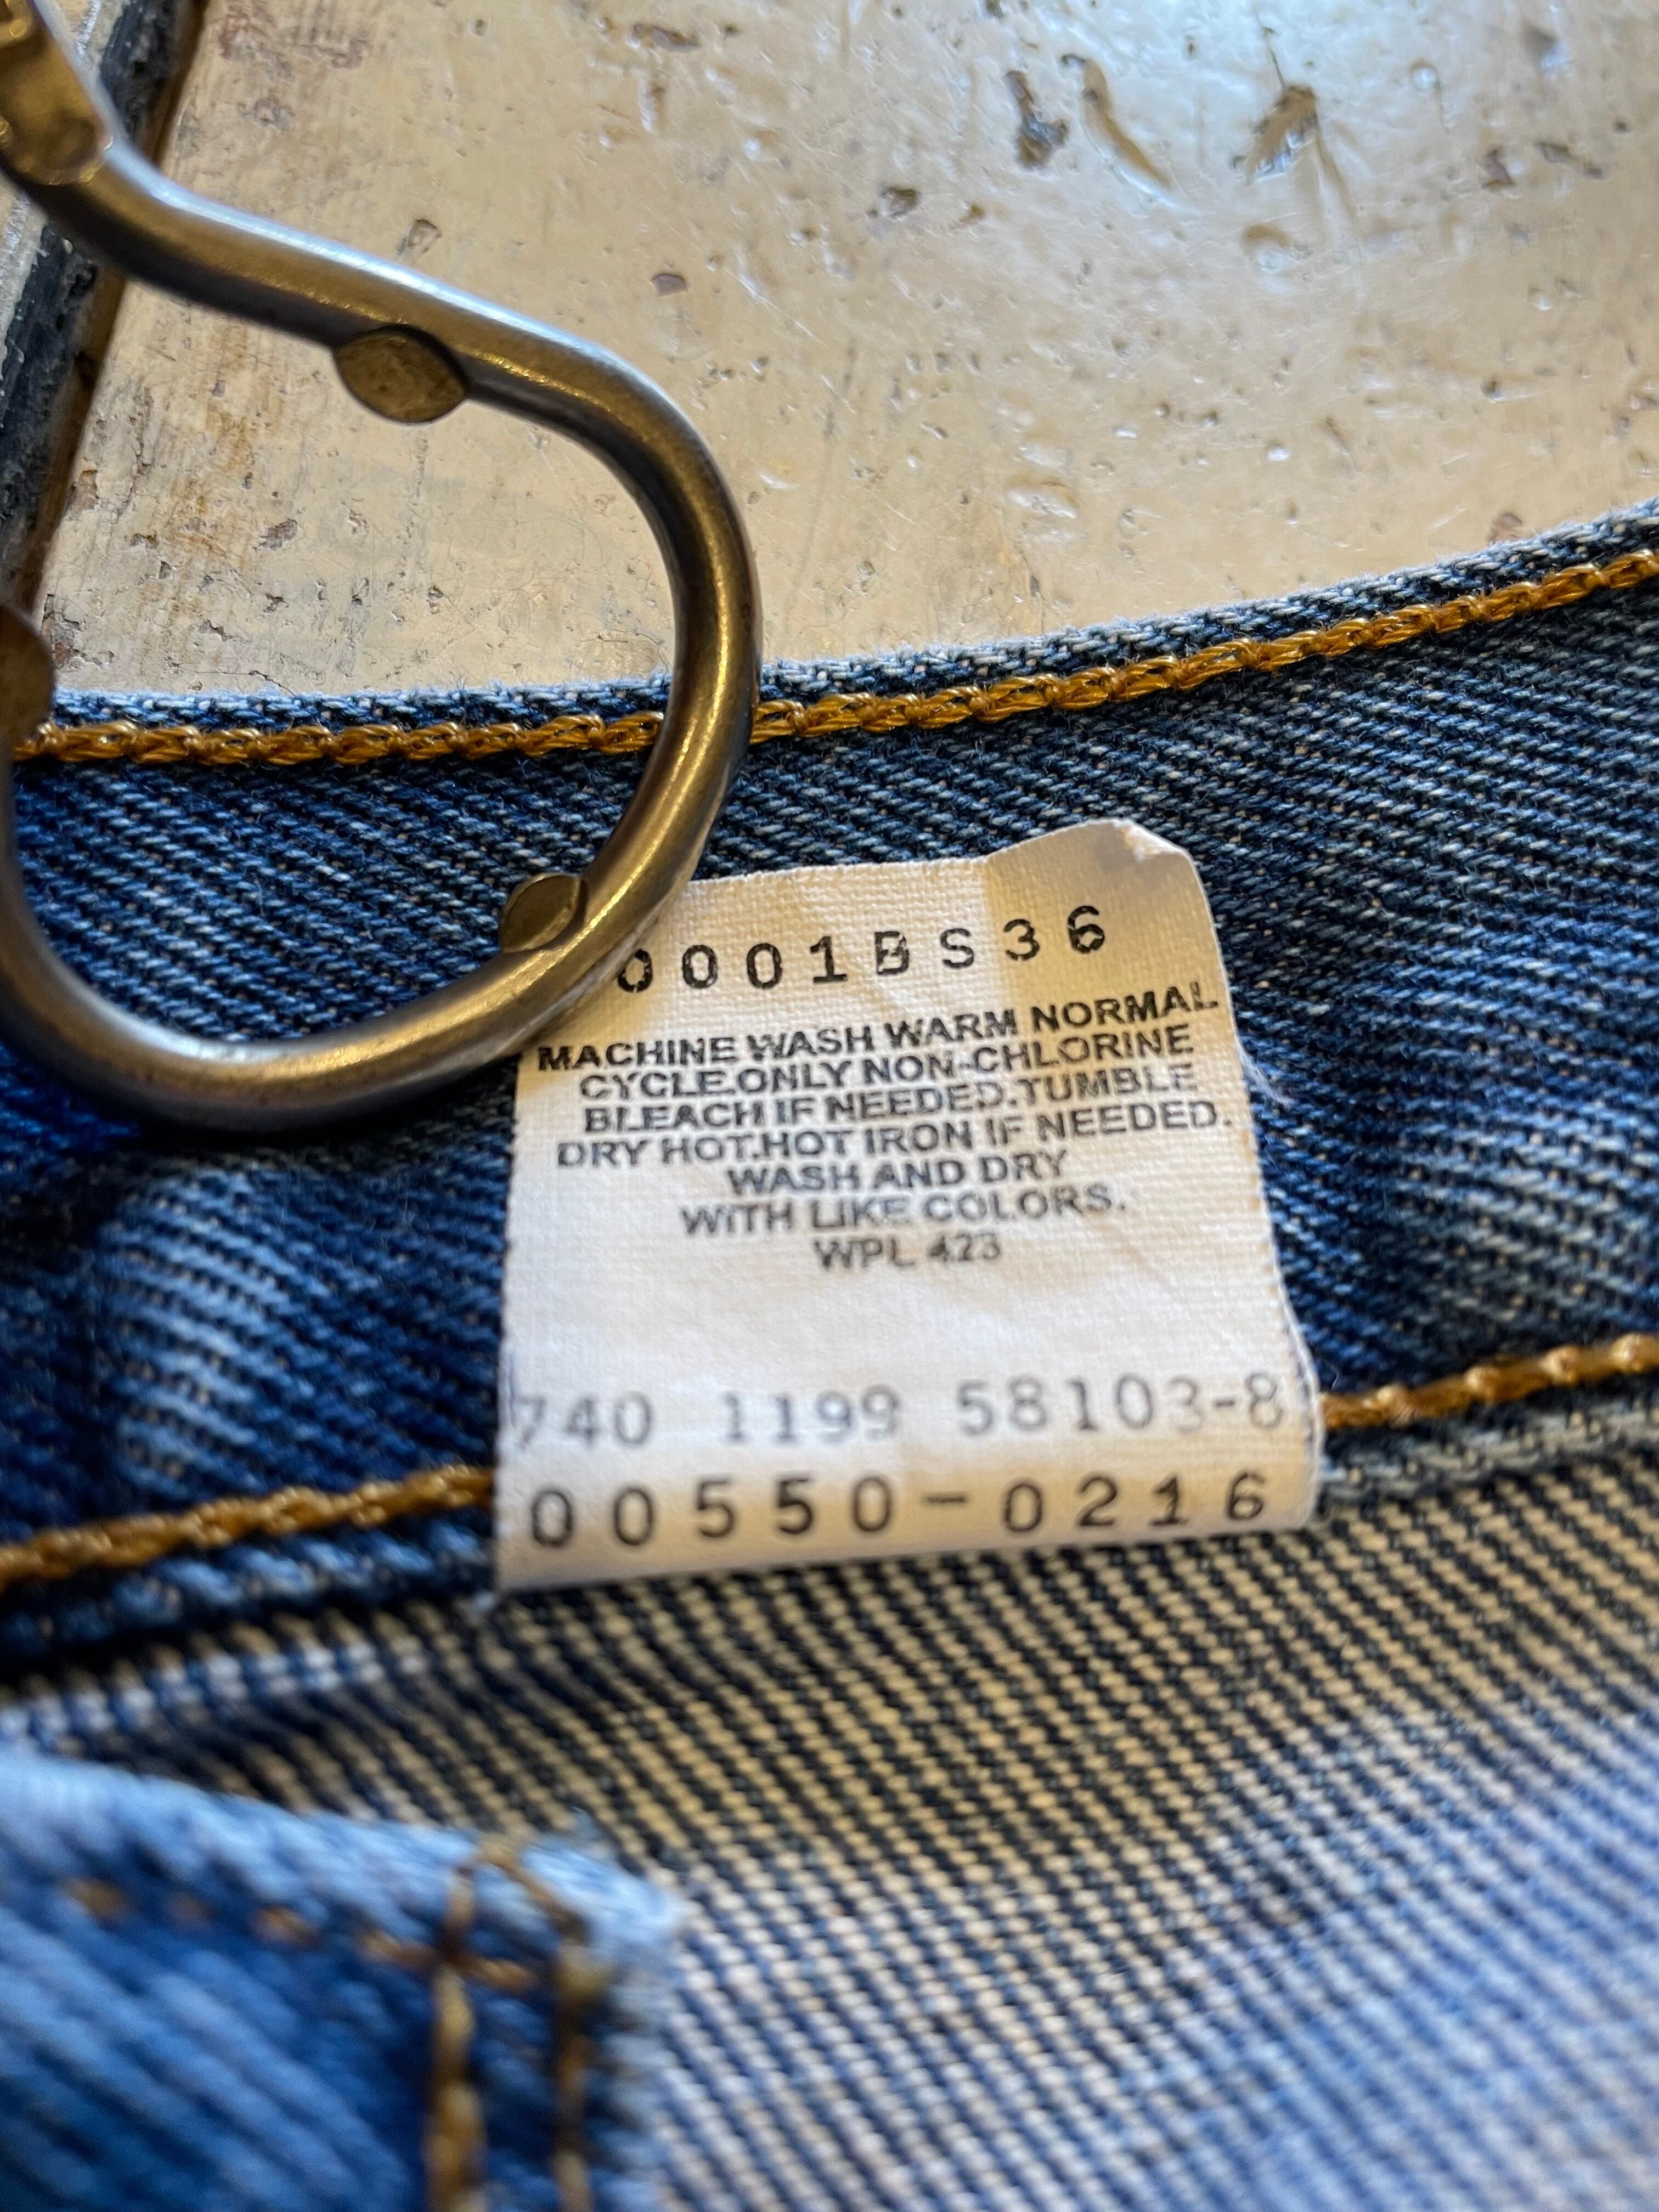 0001BS36
MACHINE WASH WARM NORMAL
CYCLE.ONLY NON-CHLORINE
BLEACH IF NEEDED.TUMBLE
DRY HOT.HOT IRON IF NEEDED.
WASH AND DRY
WITH LIKE COLORS.
WPL 423
740 1199 58103-8
00550-0216